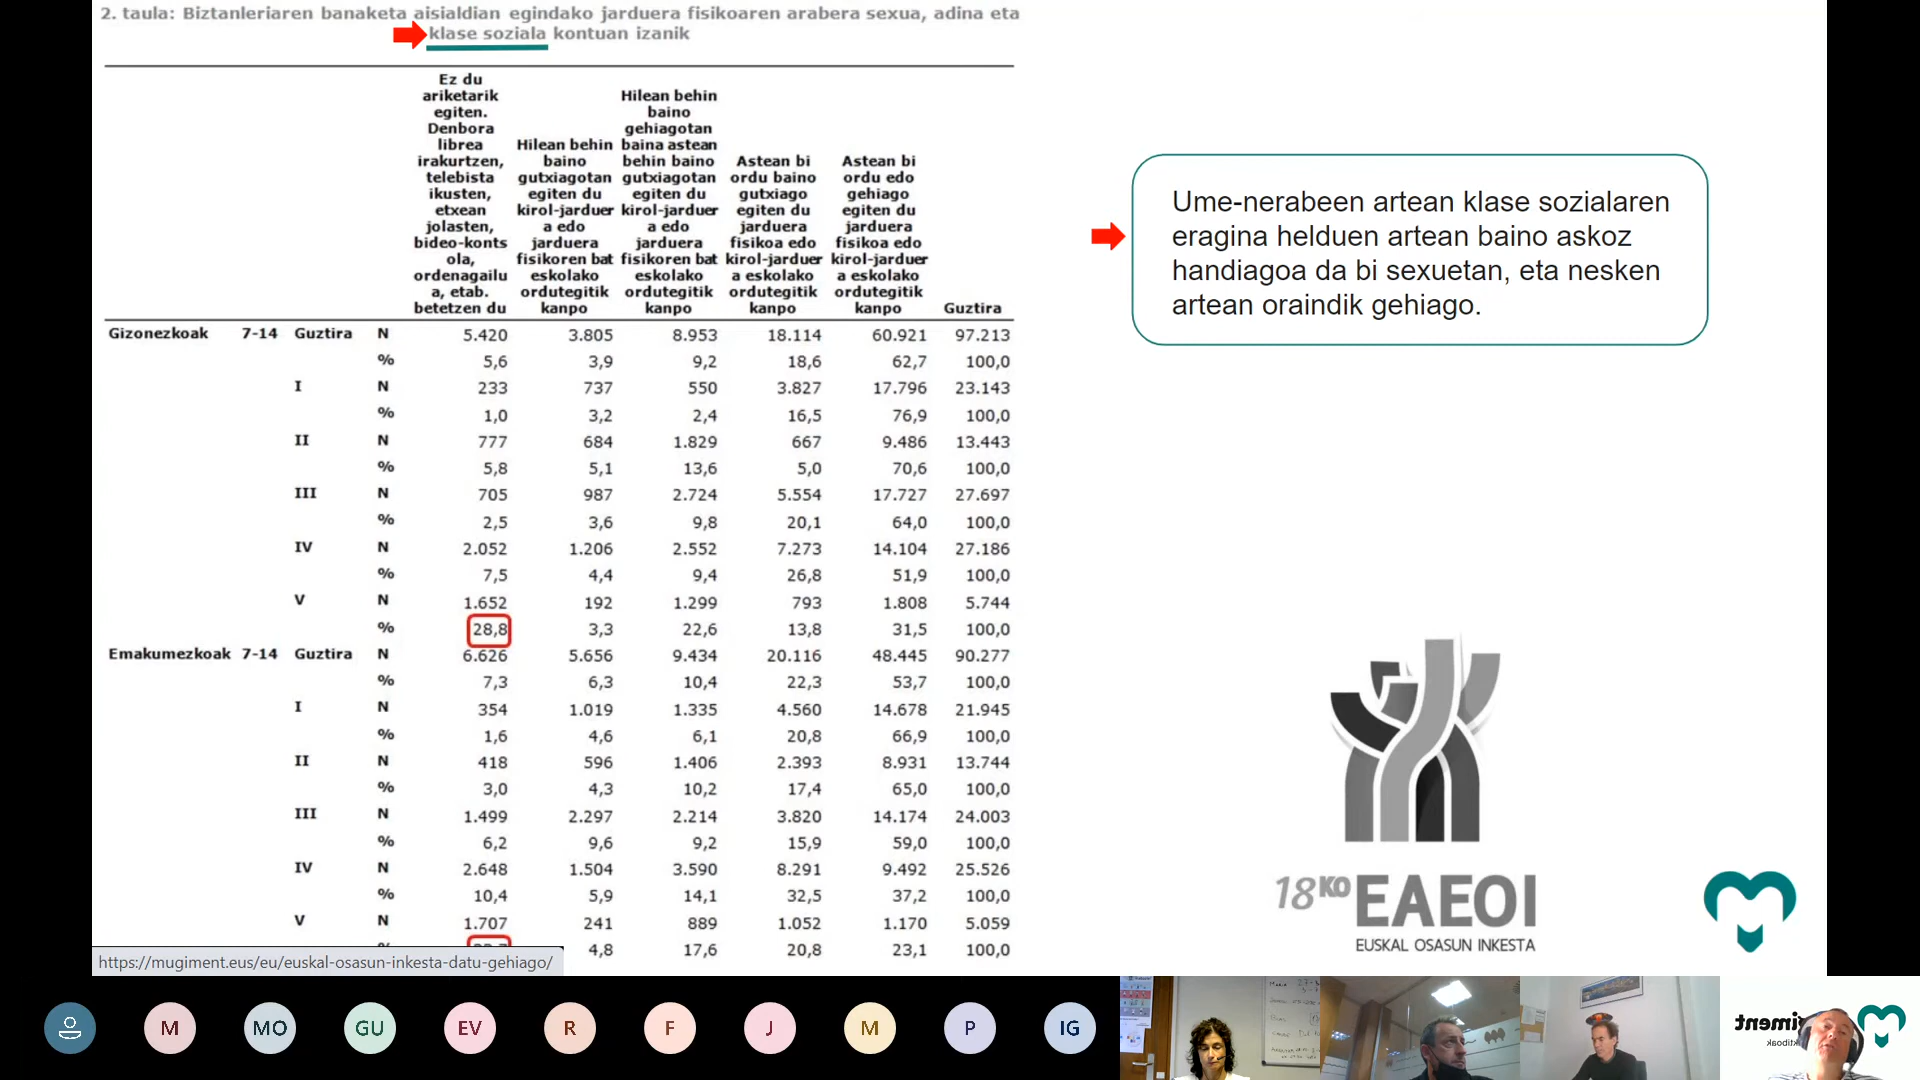 2. taula: Biztanleriaren banaketa aisialdian egindako jarduera fisikoaren arabera sexua, adina eta
klase soziala kontuan izanik
Ez du ariketarik egiten. Denbora librea irakurtzen, telebista ikusten, etxean jolasten, bideo-konts ola, ordenagailu a, etab. betetzen du
Hilean behin baino gutxiagotan egiten du kirol-jarduer a edo jarduera fisikoren bat eskolako ordutegitik kanpo
Hilean behin baino gehiagotan baina astean behin baino gutxiagotan egiten du kirol-jarduer a edo jarduera fisikoren bat eskolako ordutegitik kanpo
Astean bi ordu baino gutxiago egiten du jarduera fisikoa edo kirol-jarduer a eskolako ordutegitik kanpo
Astean bi ordu edo gehiago egiten du jarduera fisikoa edo kirol-jarduer a eskolako ordutegitik kanpo
Guztira
Gizonezkoak 7-14 Guztira N 5.420 3.805 8.953 18.114 60.921 97.213
% 5,6 3,9 9,2 18,6 62,7 100,0
I N 233 737 550 3.827 17.796 23.143
% 1,0 3,2 2,4 16,5 76,9 100,0
II N 777 684 1.829 667 9.486 13.443
% 5,8 5,1 13,6 5,0 70,6 100,0
III N 705 987 2.724 5.554 17.727 27.697
% 2,5 3,6 9,8 20,1 64,0 100,0
IV N 2.052 1.206 2.552 7.273 14.104 27.186
% 7,5 4,4 9,4 26,8 51,9 100,0
V N 1.652 192 1.299 793 1.808 5.744
% 28,8 3,3 22,6 13,8 31,5 100,0
Emakumezkoak 7-14 Guztira N 6.626 5.656 9.434 20.116 48.445 90.277
% 7,3 6,3 10,4 22,3 53,7 100,0
I N 354 1.019 1.335 4.560 14.678 21.945
% 1,6 4,6 6,1 20,8 66,9 100,0
II N 418 596 1.406 2.393 8.931 13.744
% 3,0 4,3 10,2 17,4 65,0 100,0
III N 1.499 2.297 2.214 3.820 14.174 24.003
% 6,2 9,6 9,2 15,9 59,0 100,0
IV N 2.648 1.504 3.590 8.291 9.492 25.526
% 10,4 5,9 14,1 32,5 37,2 100,0
V N 1.707 241 889 1.052 1.170 5.059
% 4,8 17,6 20,8 23,1 100,0
https://mugiment.eus/eu/euskal-osasun-inkesta-datu-gehiago/
Ume-nerabeen artean klase sozialaren
eragina helduen artean baino askoz
handiagoa da bi sexuetan, eta nesken
artean oraindik gehiago.
18KO EAEOI
EUSKAL OSASUN INKESTA
M
MO
GU
EV
R
F
J
M
P
IG